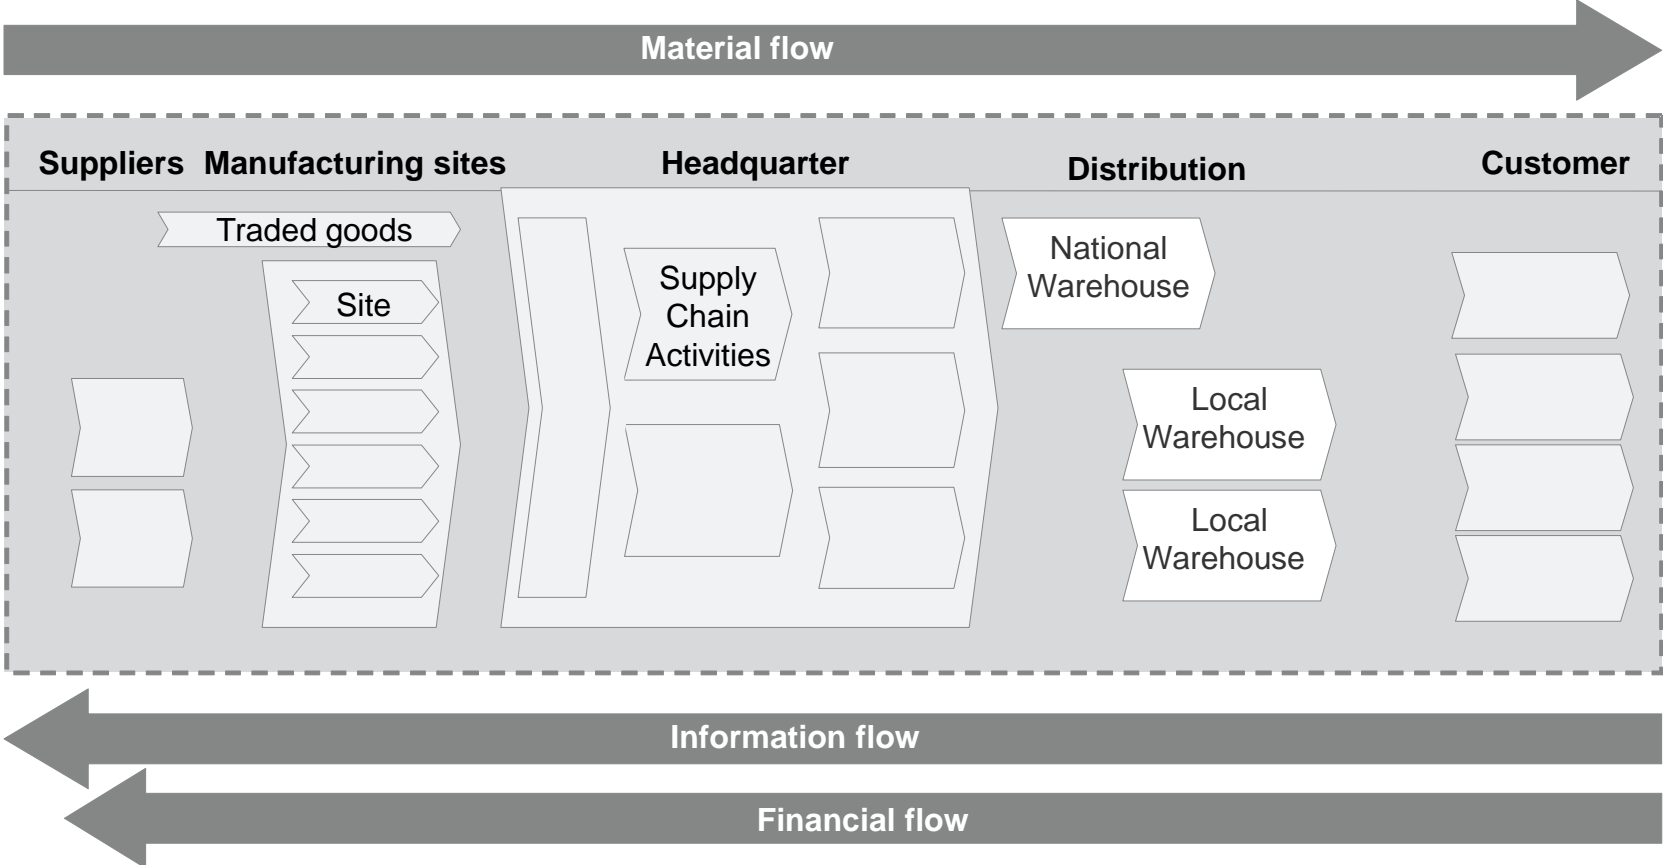 Material flow
Suppliers
Manufacturing sites
Headquarter
Distribution
Customer
Traded goods
Site
Supply
Chain
Activities
National
Warehouse
Local
Warehouse
Local
Warehouse
Information flow
Financial flow